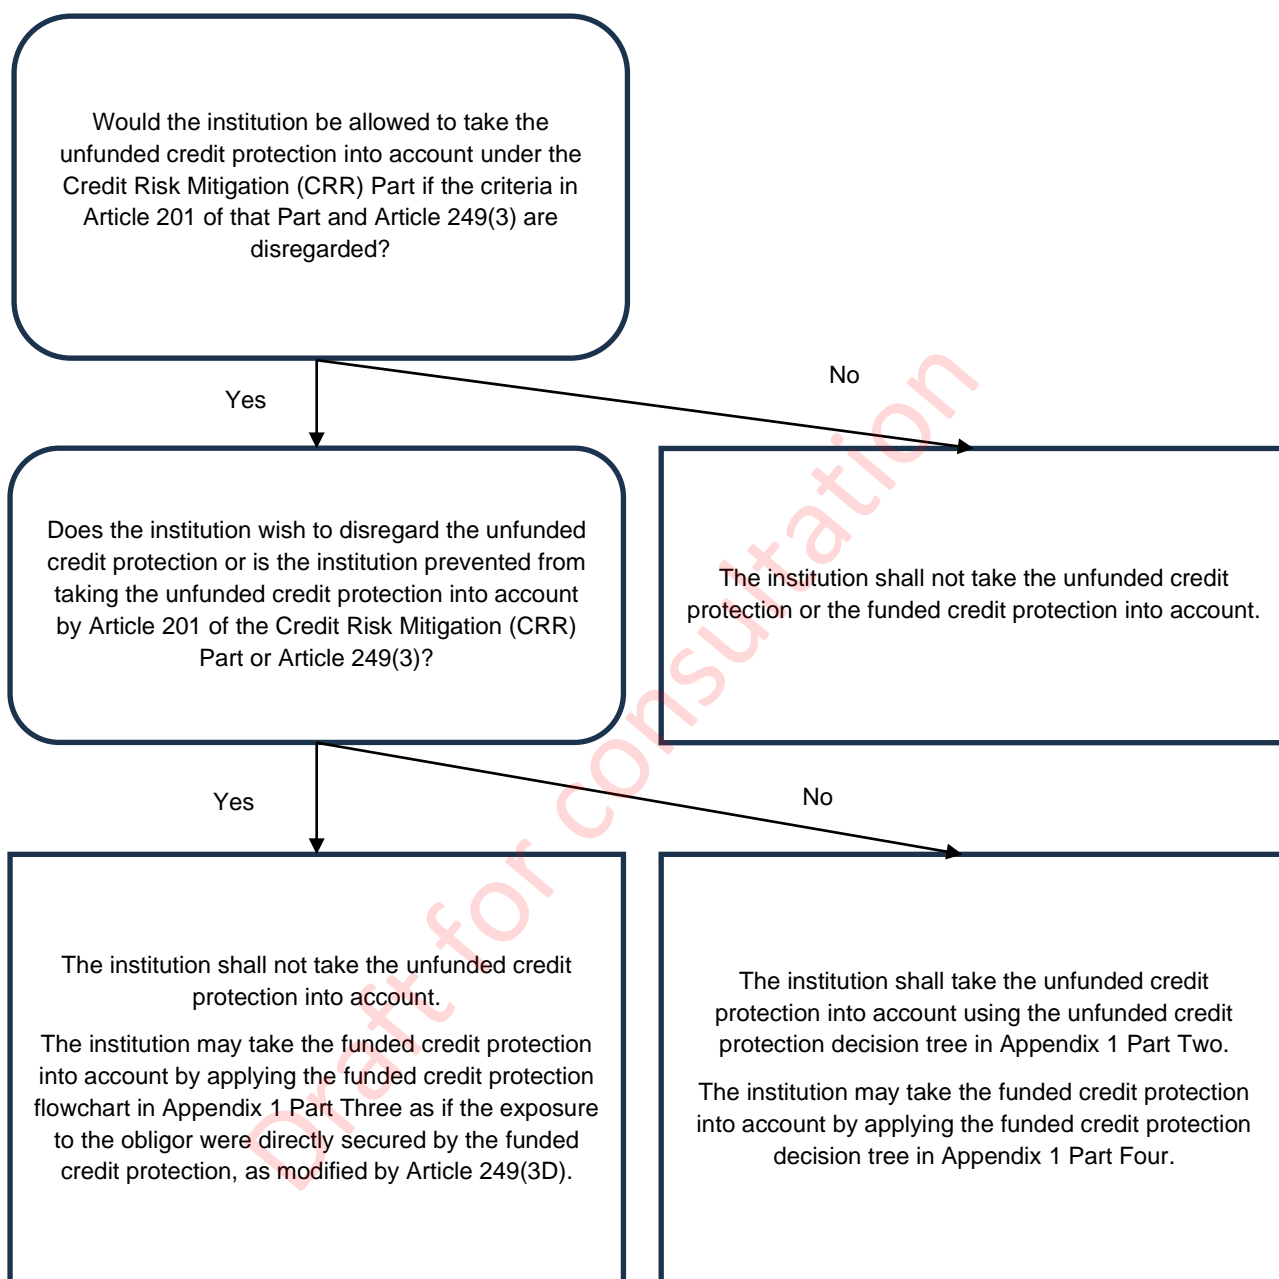 Would the institution be allowed to take the
unfunded credit protection into account under the
Credit Risk Mitigation (CRR) Part if the criteria in
Article 201 of that Part and Article 249(3) are
disregarded?
Yes
No
Does the institution wish to disregard the unfunded
credit protection or is the institution prevented from
taking the unfunded credit protection into account
by Article 201 of the Credit Risk Mitigation (CRR)
Part or Article 249(3)?
The institution shall not take the unfunded credit
protection or the funded credit protection into account.
Yes
No
The institution shall not take the unfunded credit
protection into account.
The institution may take the funded credit protection
into account by applying the funded credit protection
flowchart in Appendix 1 Part Three as if the exposure
to the obligor were directly secured by the funded
credit protection, as modified by Article 249(3D).
The institution shall take the unfunded credit
protection into account using the unfunded credit
protection decision tree in Appendix 1 Part Two.
The institution may take the funded credit protection
into account by applying the funded credit protection
decision tree in Appendix 1 Part Four.
Draft for consultation